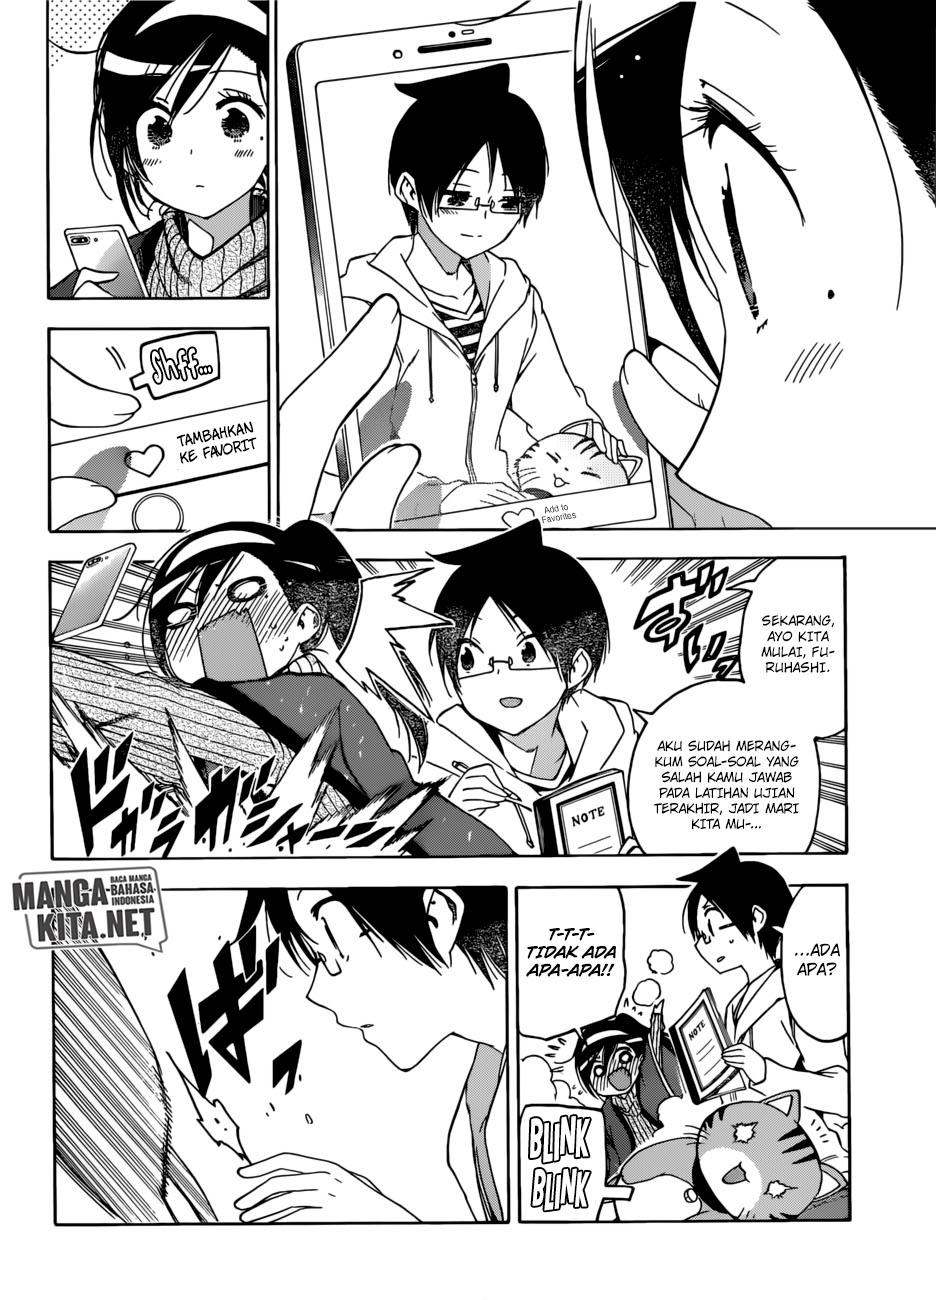 Shff...
TAMBAHKAN
KE FAVORIT
Add to
Favorites
SEKARANG,
AYO KITA
MULAI, FU-
RUHASHI.
AKU SUDAH MERANG-
KUM SOAL-SOAL YANG
SALAH KAMU JAWAB
PADA LATIHAN UJIAN
TERAKHIR, JADI MARI
KITA MU-...
NOTE
MANGA
KITA.NET
BACA MANGA
BAHASA
INDONESIA
...ADA
APA?
T-T-T-
TIDAK ADA
APA-APA!!
NOTE
BLINK
BLINK